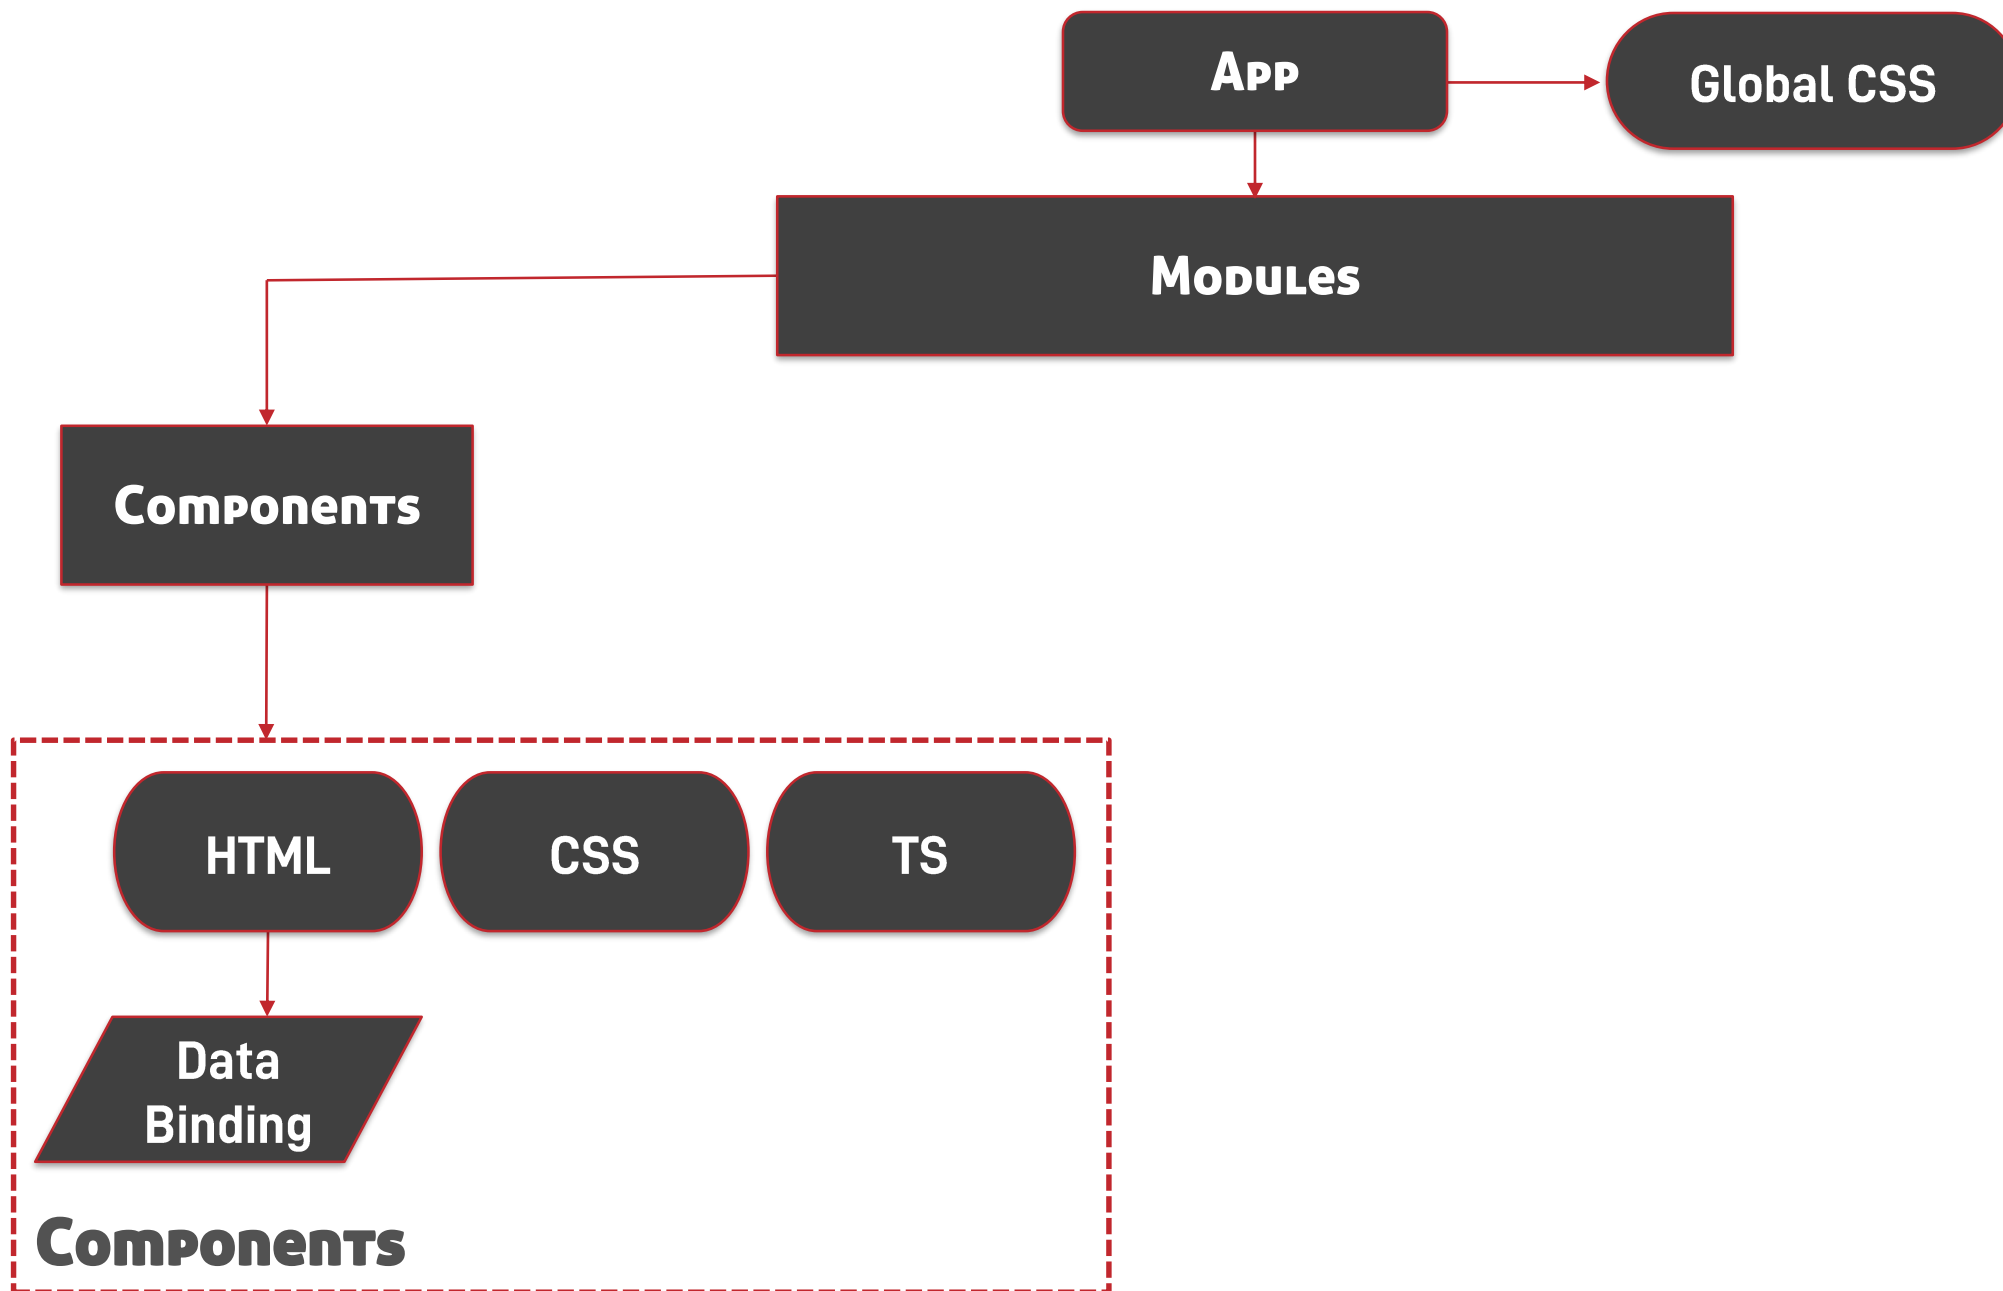 App
Global CSS
Modules
Components
HTML
CSS
TS
Data
Binding
Components